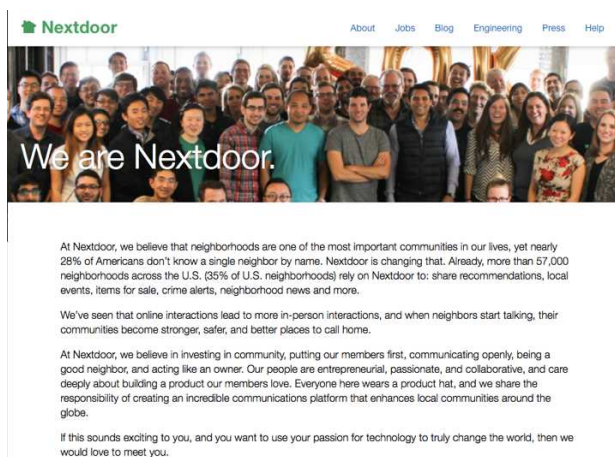 Nextdoor
About Jobs Blog Engineering Press Help
We are Nextdoor.
At Nextdoor, we believe that neighborhoods are one of the most important communities in our lives, yet nearly
28% of Americans don't know a single neighbor by name. Nextdoor is changing that. Already, more than 57,000
neighborhoods across the U.S. (35% of U.S. neighborhoods) rely on Nextdoor to: share recommendations, local
events, items for sale, crime alerts, neighborhood news and more.
We've seen that online interactions lead to more in-person interactions, and when neighbors start talking, their
communities become stronger, safer, and better places to call home.
At Nextdoor, we believe in investing in community, putting our members first, communicating openly, being a
good neighbor, and acting like an owner. Our people are entrepreneurial, passionate, and collaborative, and care
deeply about building a product our members love. Everyone here wears a product hat, and we share the
responsibility of creating an incredible communications platform that enhances local communities around the
globe.
If this sounds exciting to you, and you want to use your passion for technology to truly change the world, then we
would love to meet you.